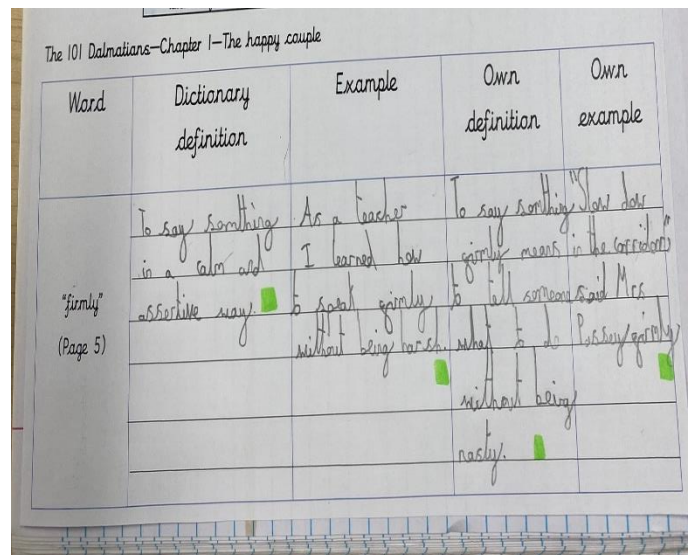 The 101 Dalmatians—Chapter 1—The happy couple
Word
Dictionary
definition
Example
Own
definition
Own
example
"firmly"
(Page 5)
To say somthing
in a calm and
assertive way.
As a teacher
I learned how
to speak firmly
without being harsh.
To say somthing
firmly means
to tell someone
what to do
without being
nasty.
"Slow dow
in the corridors"
said Mrs
firmly